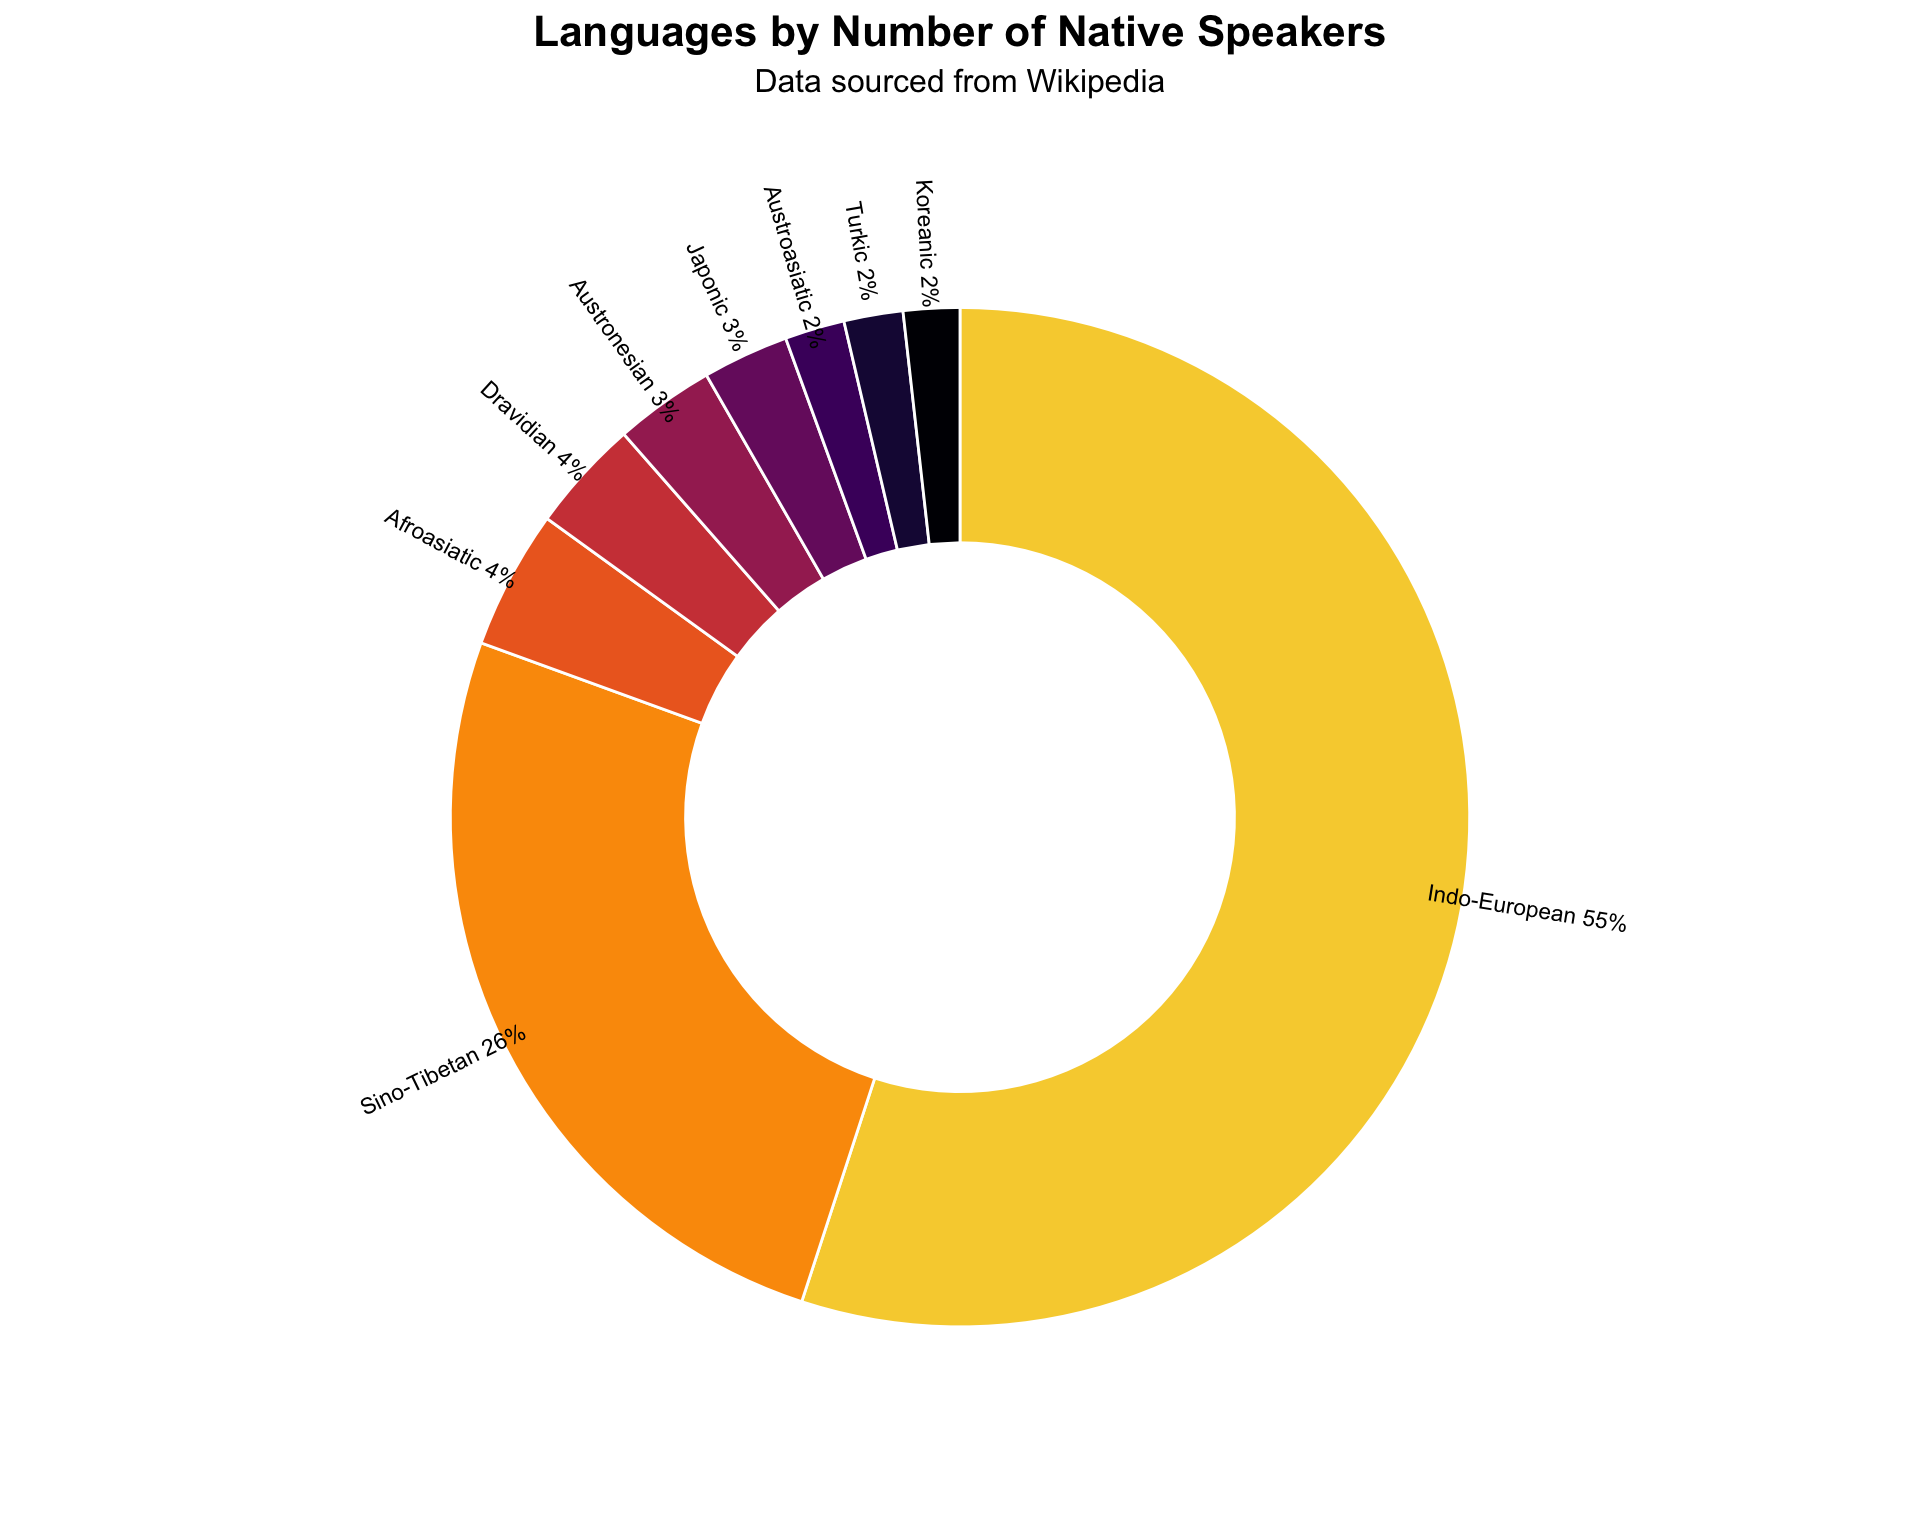 Languages by Number of Native Speakers
Data sourced from Wikipedia
Koreanic 2%
Turkic 2%
Austroasiatic 2%
Japonic 3%
Austronesian 3%
Dravidian 4%
Afroasiatic 4%
Indo-European 55%
Sino-Tibetan 26%